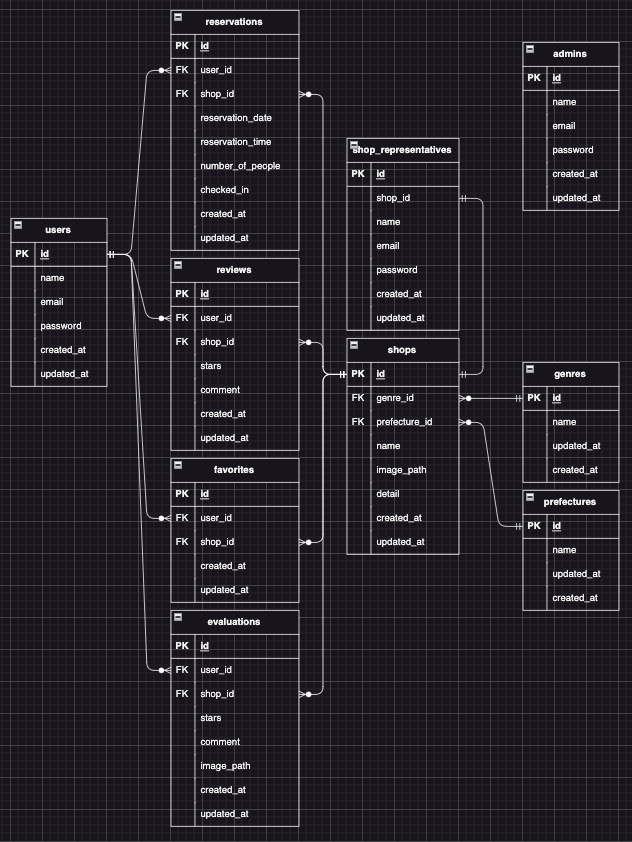 users
PK id
name
email
password
created_at
updated_at
reservations
PK id
FK user_id
FK shop_id
reservation_date
reservation_time
number_of_people
checked_in
created_at
updated_at
reviews
PK id
FK user_id
FK shop_id
stars
comment
created_at
updated_at
favorites
PK id
FK user_id
FK shop_id
created_at
updated_at
evaluations
PK id
FK user_id
FK shop_id
stars
comment
image_path
created_at
updated_at
shop_representatives
PK id
shop_id
name
email
password
created_at
updated_at
shops
PK id
FK genre_id
FK prefecture_id
name
image_path
detail
created_at
updated_at
admins
PK id
name
email
password
created_at
updated_at
genres
PK id
name
updated_at
created_at
prefectures
PK id
name
updated_at
created_at